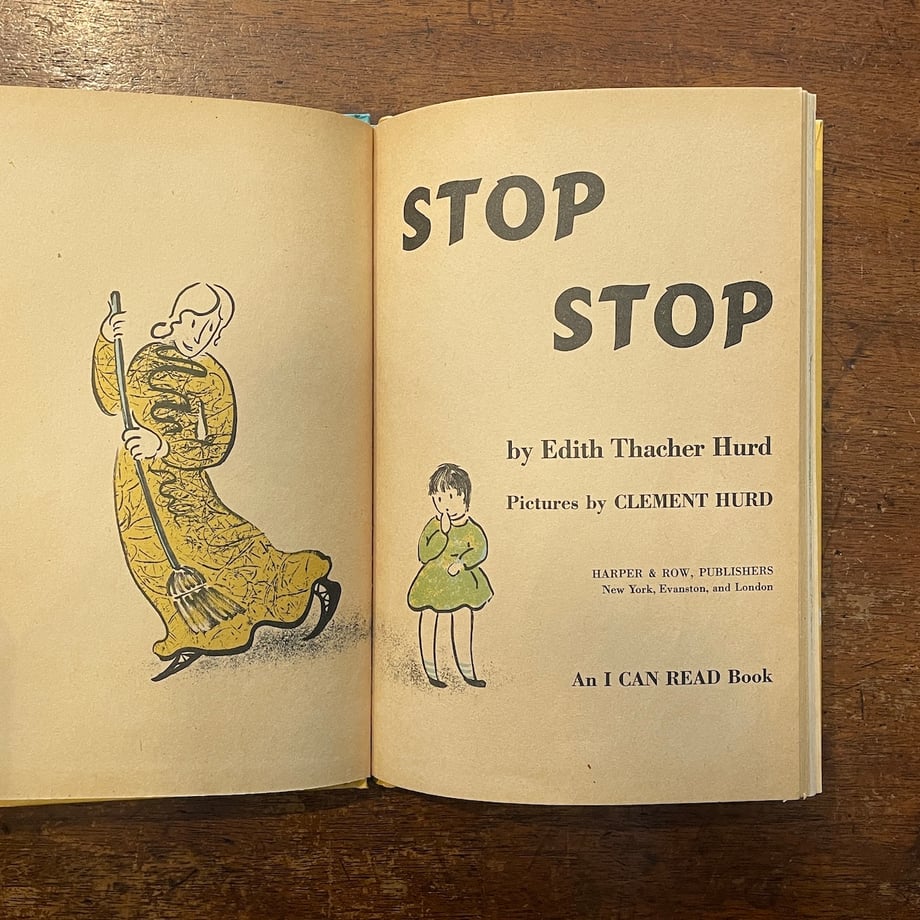 STOP
STOP
by Edith Thacher Hurd
Pictures by CLEMENT HURD
HARPER & ROW, PUBLISHERS
New York, Evanston, and London
An I CAN READ Book